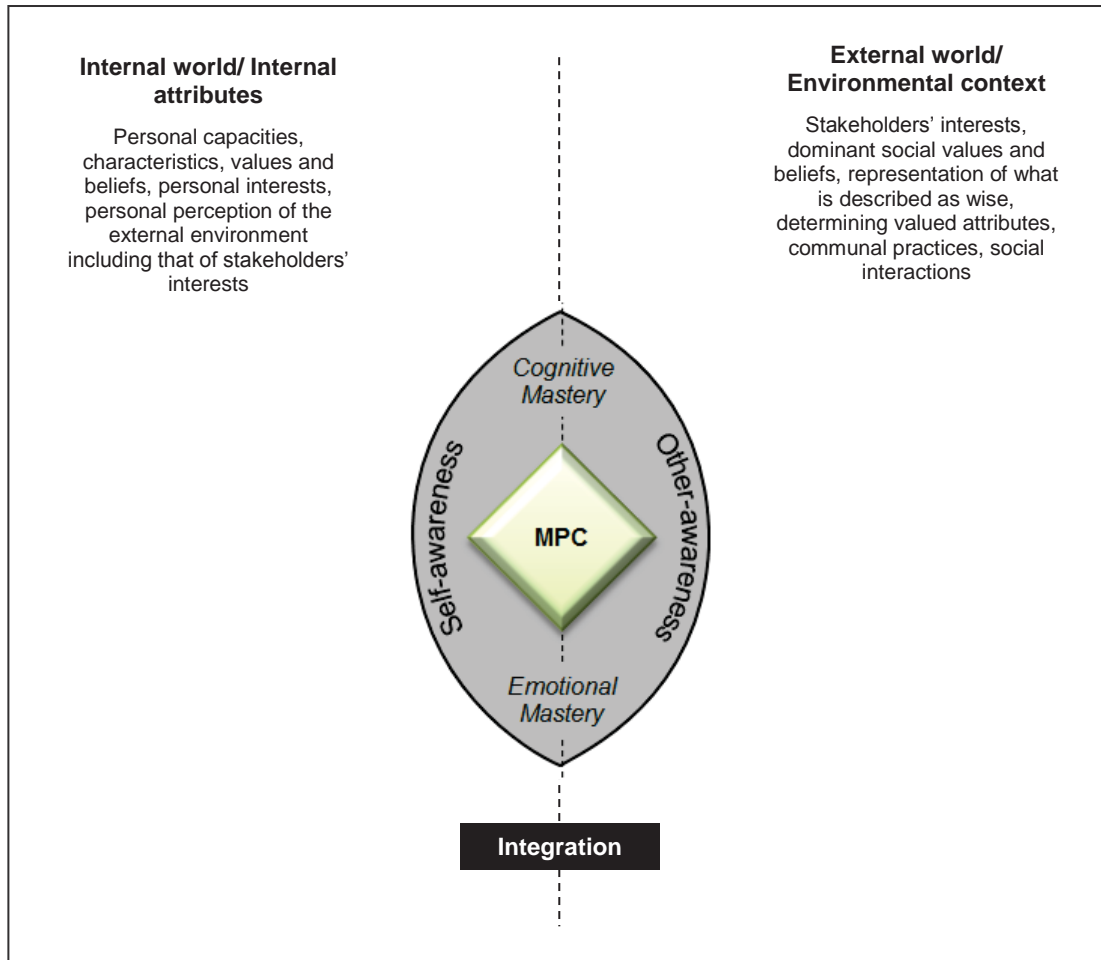 Internal world/ Internal
attributes
Personal capacities,
characteristics, values and
beliefs, personal interests,
personal perception of the
external environment
including that of stakeholders’
interests
External world/
Environmental context
Stakeholders’ interests,
dominant social values and
beliefs, representation of what
is described as wise,
determining valued attributes,
communal practices, social
interactions
Cognitive
Mastery
Self-awareness
MPC
Other-awareness
Emotional
Mastery
Integration